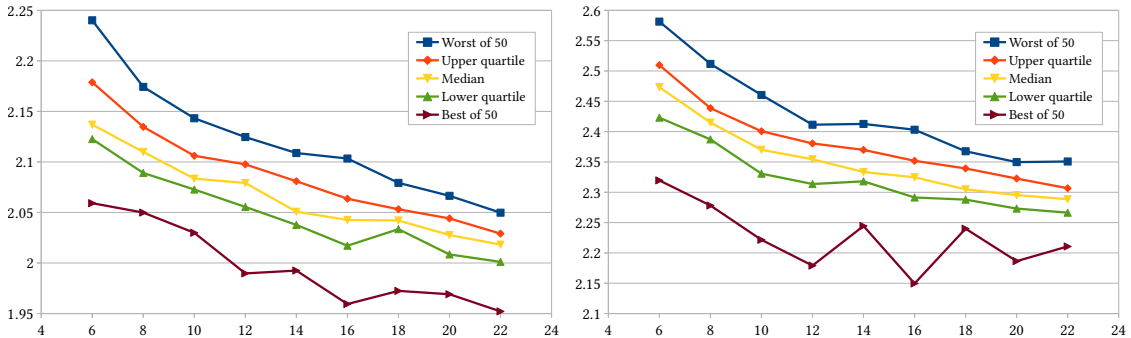 2.25
2.2
2.15
2.1
2.05
2
1.95
4 6 8 10 12 14 16 18 20 22 24
Worst of 50
Upper quartile
Median
Lower quartile
Best of 50
2.6
2.55
2.5
2.45
2.4
2.35
2.3
2.25
2.2
2.15
2.1
4 6 8 10 12 14 16 18 20 22 24
Worst of 50
Upper quartile
Median
Lower quartile
Best of 50